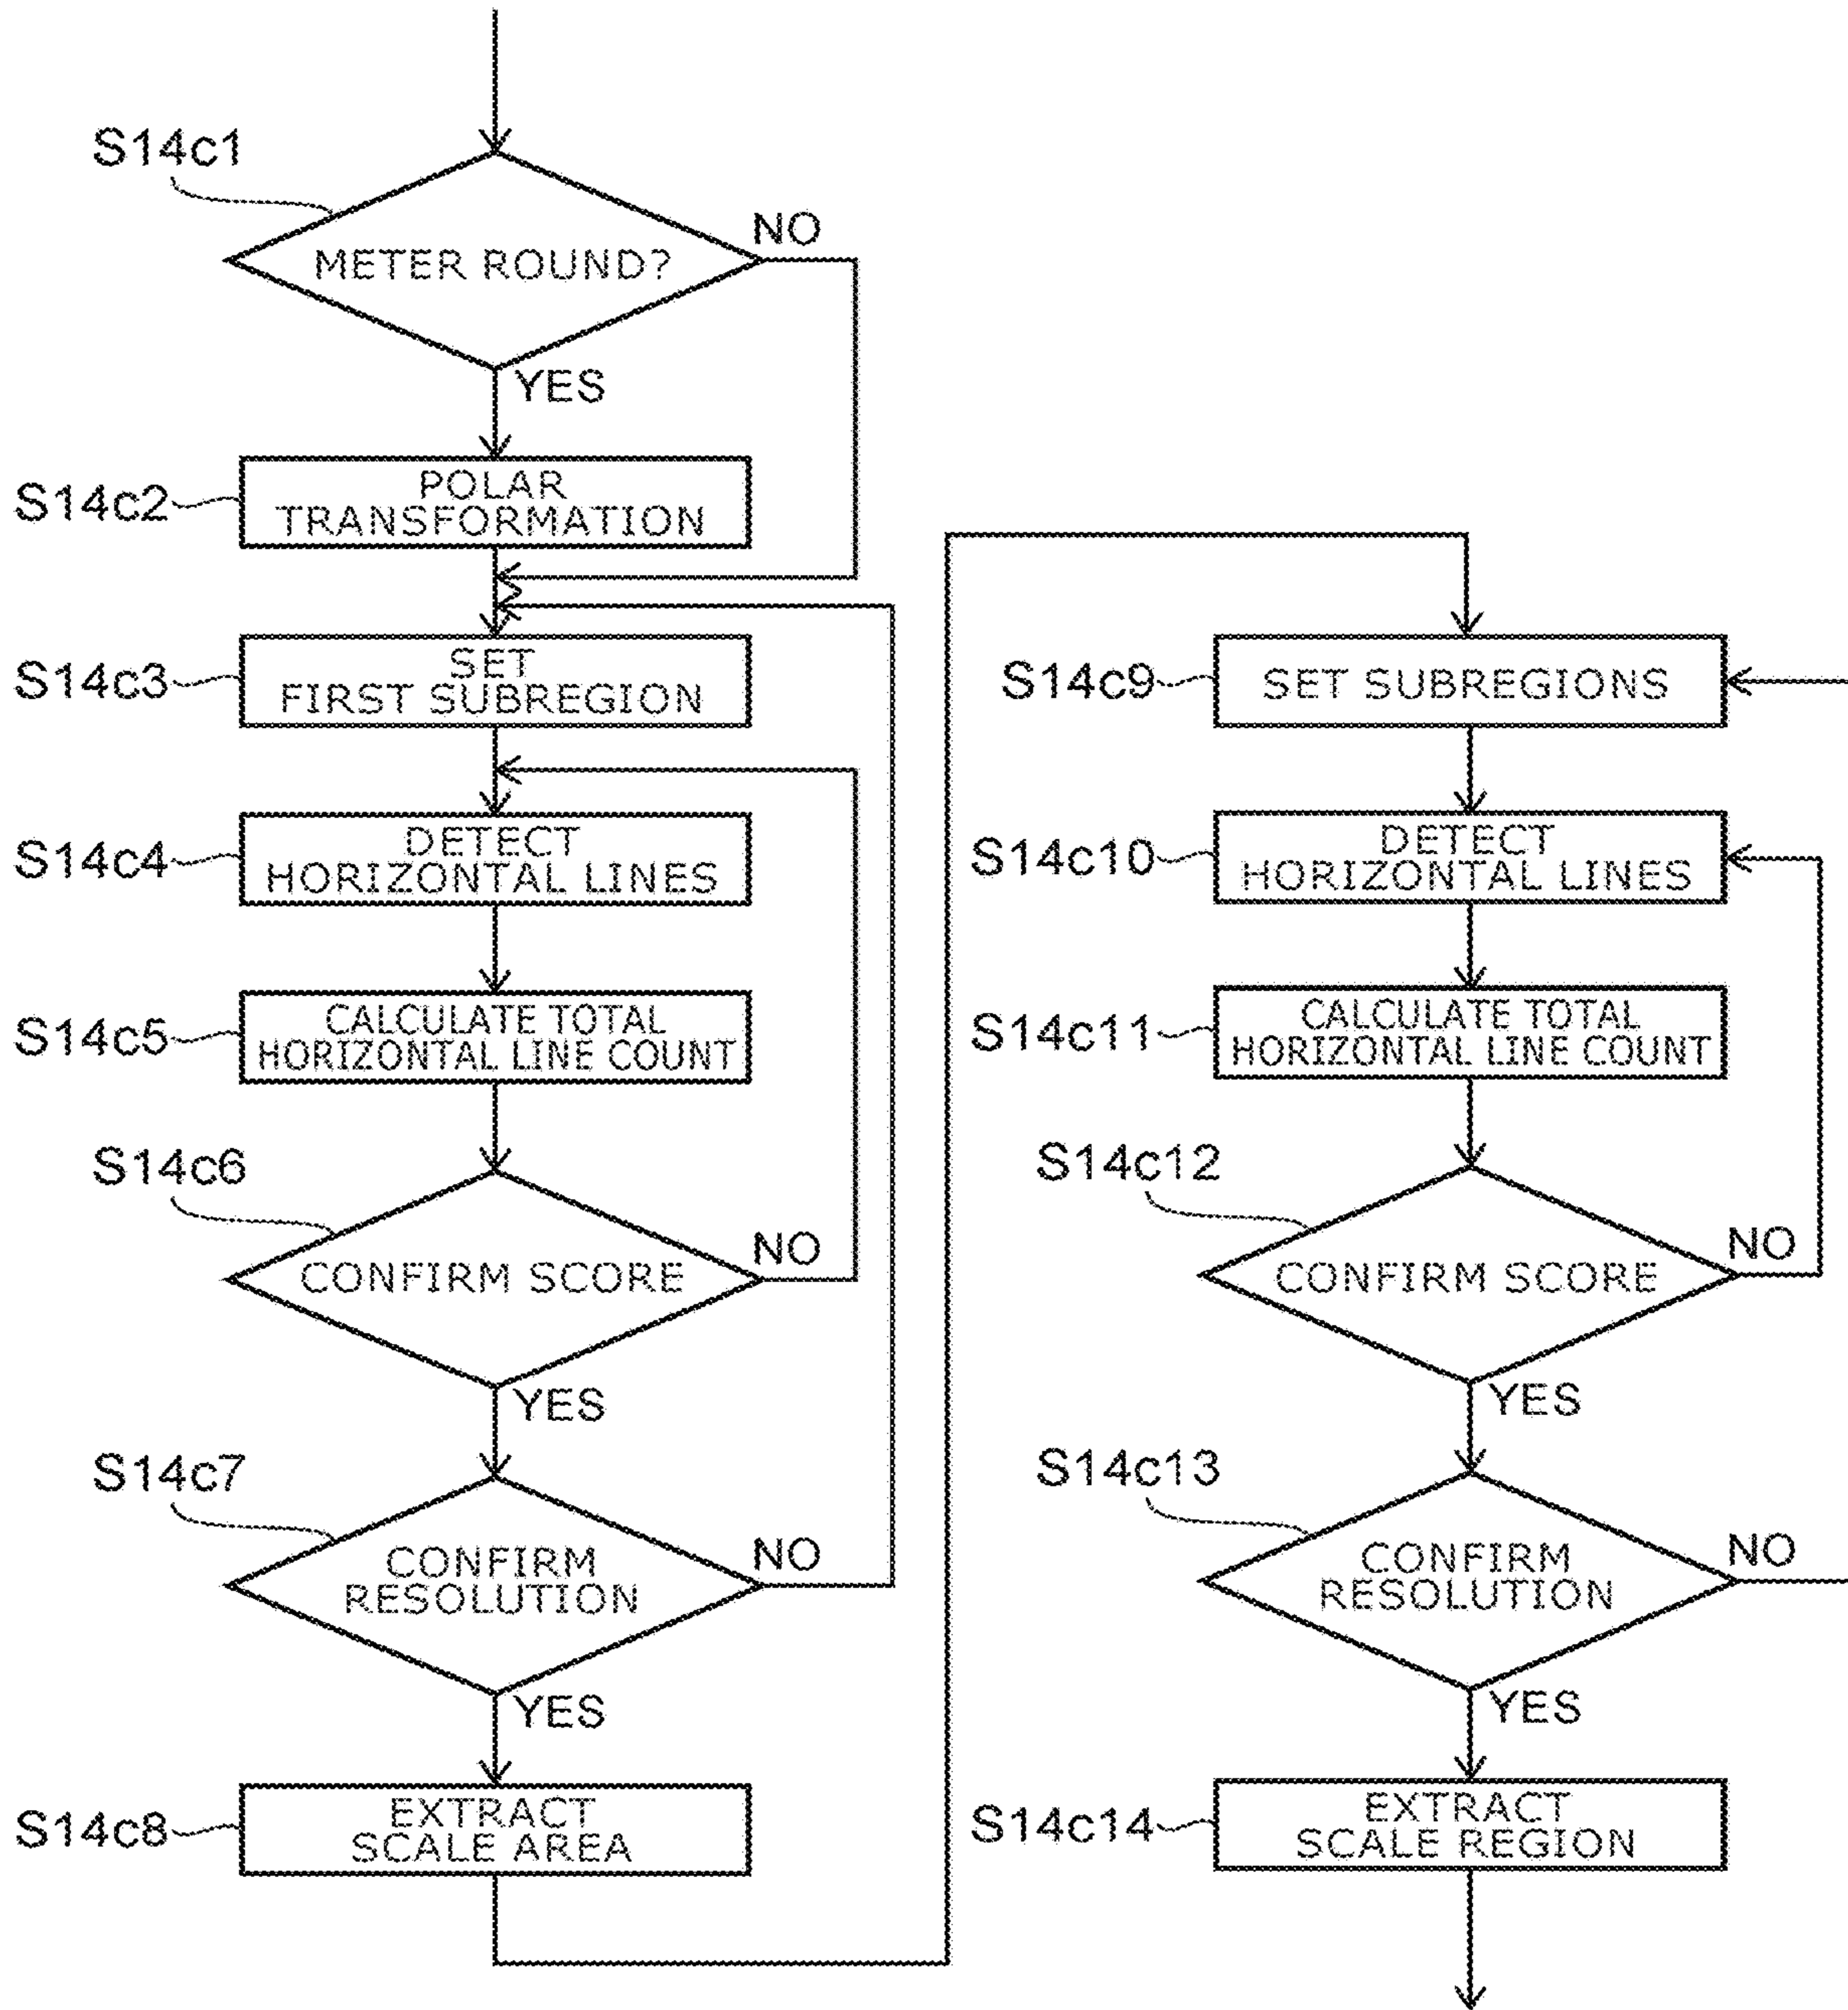 S14c1
METER ROUND?
NO
YES
S14c2
POLAR
TRANSFORMATION
S14c3
SET
FIRST SUBREGION
S14c4
DETECT
HORIZONTAL LINES
S14c5
CALCULATE TOTAL
HORIZONTAL LINE COUNT
S14c6
CONFIRM SCORE
NO
YES
S14c7
CONFIRM
RESOLUTION
NO
YES
S14c8
EXTRACT
SCALE AREA
S14c9
SET SUBREGIONS
S14c10
DETECT
HORIZONTAL LINES
S14c11
CALCULATE TOTAL
HORIZONTAL LINE COUNT
S14c12
CONFIRM SCORE
NO
YES
S14c13
CONFIRM
RESOLUTION
NO
YES
S14c14
EXTRACT
SCALE REGION